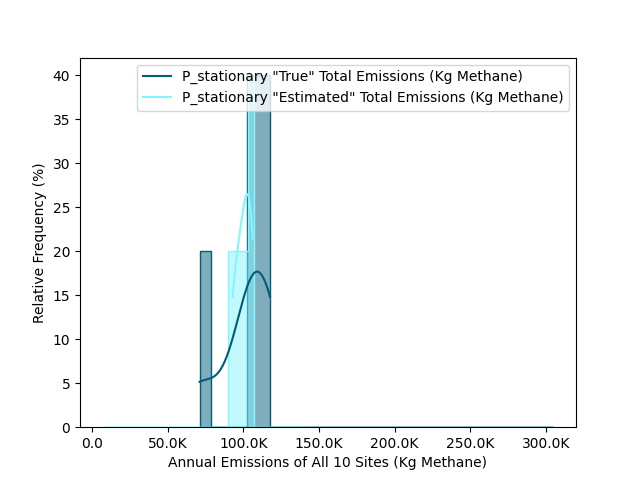 P_stationary "True" Total Emissions (Kg Methane)
P_stationary "Estimated" Total Emissions (Kg Methane)
40
35
30
25
20
15
10
5
0
Relative Frequency (%)
0.0 50.0K 100.0K 150.0K 200.0K 250.0K 300.0K
Annual Emissions of All 10 Sites (Kg Methane)